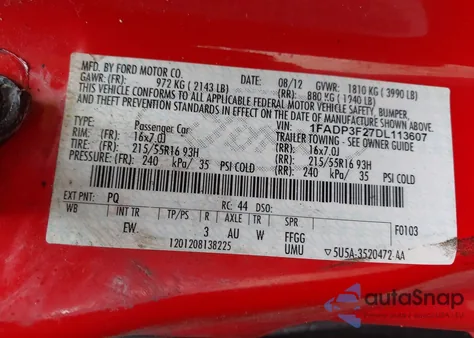 MFD. BY FORD MOTOR CO. 08/12 GVWR: 1810 KG ( 3990 LB)
GAWR: (FR): 972 KG ( 2143 LB) (RR): 880 KG ( 1940 LB)
THIS VEHICLE CONFORMS TO ALL APPLICABLE FEDERAL MOTOR VEHICLE SAFETY, BUMPER,
AND THEFT PREVENTION STANDARDS IN EFFECT ON THE DATE OF MANUFACTURE SHOWN ABOVE.
VIN: 1FADP3F27DL113607
TYPE: Passenger Car TRAILER TOWING - SEE OWNER GUIDE
RIM: (FR): 16x7.0J (RR): 16x7.0J
TIRE: (FR): 215/55R16 93H (RR): 215/55R16 93H
PSI: (FR): 240 kPa/ 35 PSI COLD (RR): 240 kPa/ 35 PSI COLD
EXT PNT: PQ RC: 44 DSO: F0103
WB INT TR TP/PS R AXLE TR SPR
EW 3 AU W FFGG
1201208138225 UMU ▽5U5A-3520472-AA
autoSnap